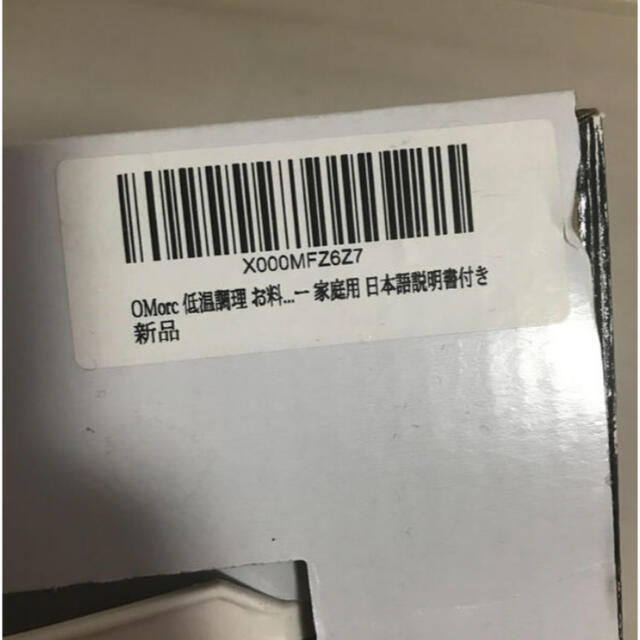 X000MFZ6Z7
OMorc 低温調理 お料...ー 家庭用 日本語説明書付き
新品